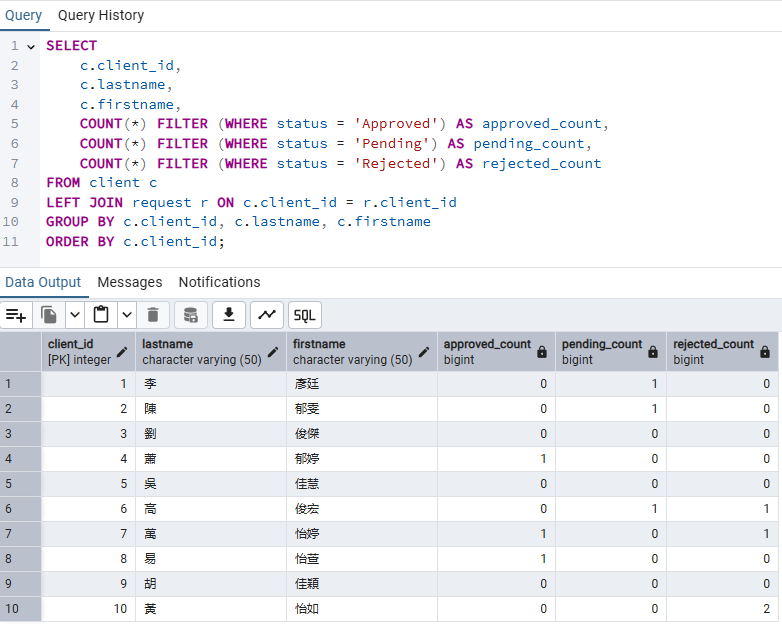 Query Query History
1 SELECT
2 c.client_id,
3 c.lastname,
4 c.firstname,
5 COUNT(*) FILTER (WHERE status = 'Approved') AS approved_count,
6 COUNT(*) FILTER (WHERE status = 'Pending') AS pending_count,
7 COUNT(*) FILTER (WHERE status = 'Rejected') AS rejected_count
8 FROM client c
9 LEFT JOIN request r ON c.client_id = r.client_id
10 GROUP BY c.client_id, c.lastname, c.firstname
11 ORDER BY c.client_id;
Data Output Messages Notifications
SQL
client_id lastname firstname approved_count pending_count rejected_count
[PK] integer character varying (50) character varying (50) bigint bigint bigint
1 1 李 彥廷 0 1 0
2 2 陳 郁雯 0 1 0
3 3 劉 俊傑 0 0 0
4 4 蕭 郁婷 1 0 0
5 5 吳 佳慧 0 0 0
6 6 高 俊宏 0 1 1
7 7 萬 怡婷 1 0 1
8 8 易 怡萱 1 0 0
9 9 胡 佳穎 0 0 0
10 10 黃 怡如 0 0 2